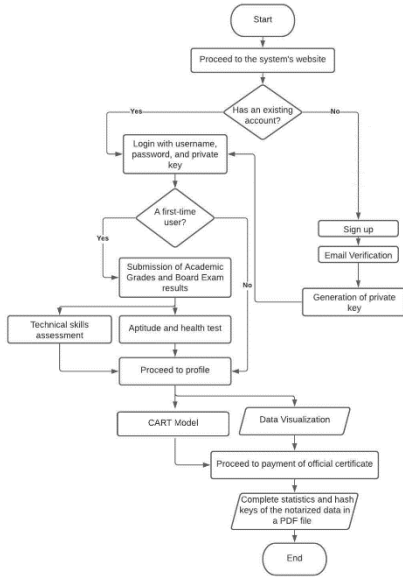 Start
Proceed to the system's website
Has an existing
account?
Yes
No
Login with username,
password, and private
key
A first-time
user?
Sign up
Email Verification
Generation of private
key
Yes
Submission of Academic
Grades and Board Exam
results
No
Technical skills
assessment
Aptitude and health test
Proceed to profile
CART Model
Data Visualization
Proceed to payment of official certificate
Complete statistics and hash
keys of the notarized data in
a PDF file
End